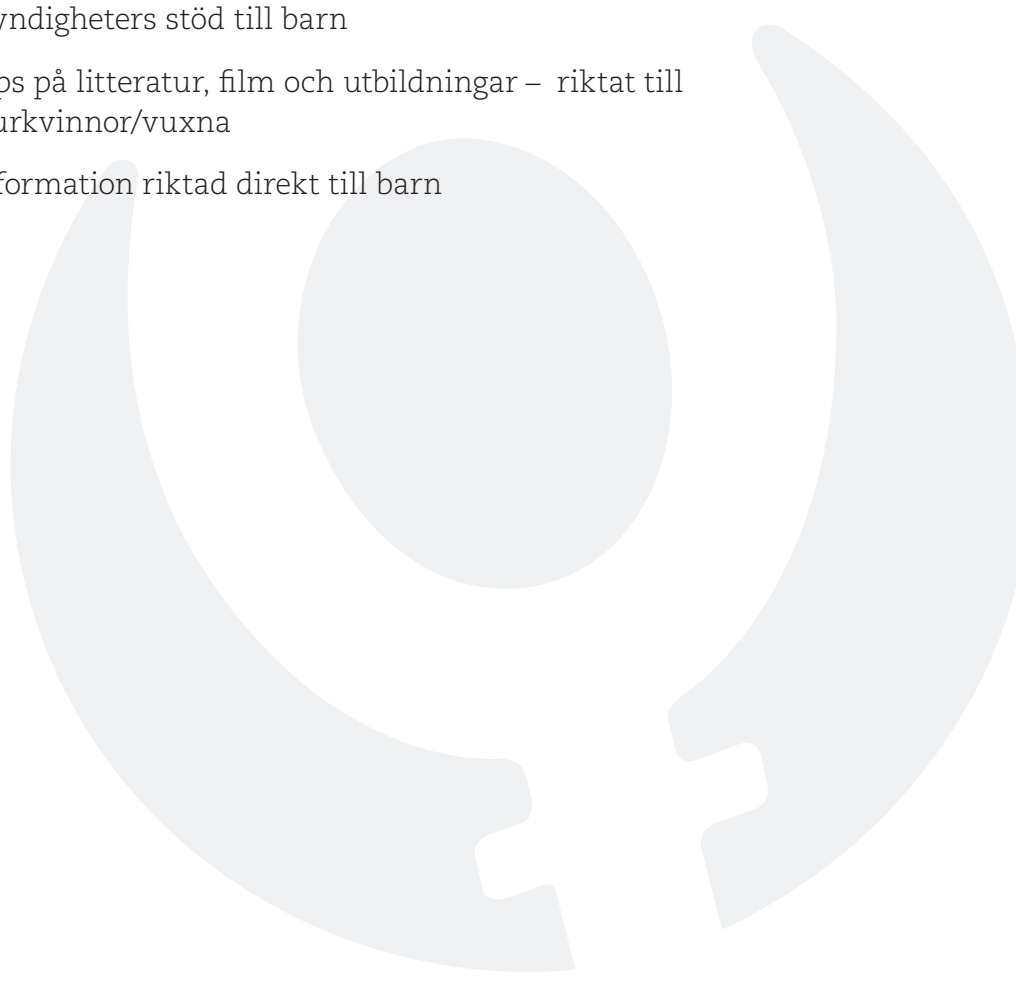 yndigheters stöd till barn
ps på litteratur, film och utbildningar – riktat till
urkvinnor/vuxna
formation riktad direkt till barn